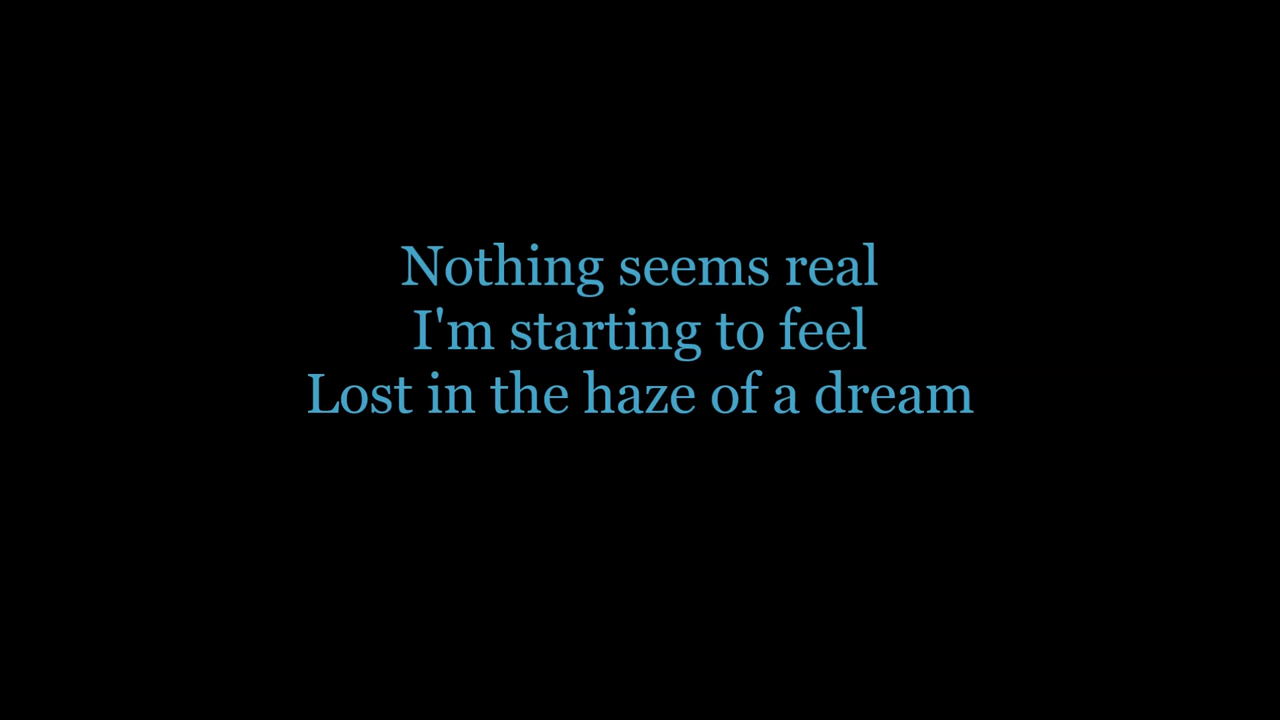 Nothing seems real
I'm starting to feel
Lost in the haze of a dream